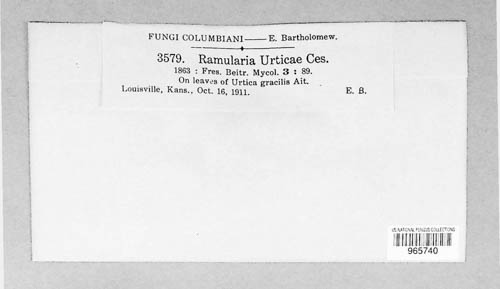 FUNGI COLUMBIANI—E. Bartholomew.
3579. Ramularia Urticae Ces.
1863 : Fres. Beitr. Mycol. 3 : 89.
On leaves of Urtica gracilis Ait.
Louisville, Kans., Oct. 16, 1911. E. B.
US NATIONAL FUNGUS COLLECTIONS
965740